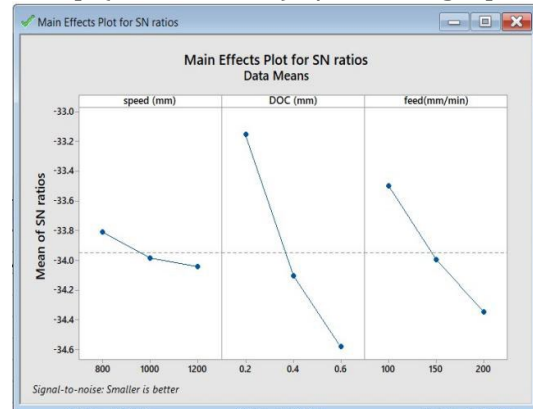 Main Effects Plot for SN ratios
Main Effects Plot for SN ratios
Data Means
speed (mm) DOC (mm) feed(mm/min)
Mean of SN ratios
-33.0
-33.2
-33.4
-33.6
-33.8
-34.0
-34.2
-34.4
-34.6
800 1000 1200 0.2 0.4 0.6 100 150 200
Signal-to-noise: Smaller is better